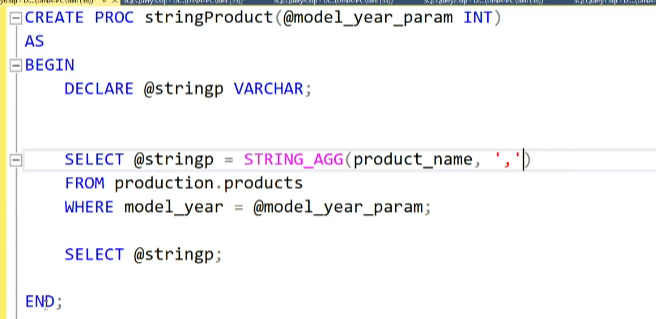 CREATE PROC stringProduct(@model_year_param INT)
AS
BEGIN
DECLARE @stringp VARCHAR;
SELECT @stringp = STRING_AGG(product_name, ',')
FROM production.products
WHERE model_year = @model_year_param;
SELECT @stringp;
END;